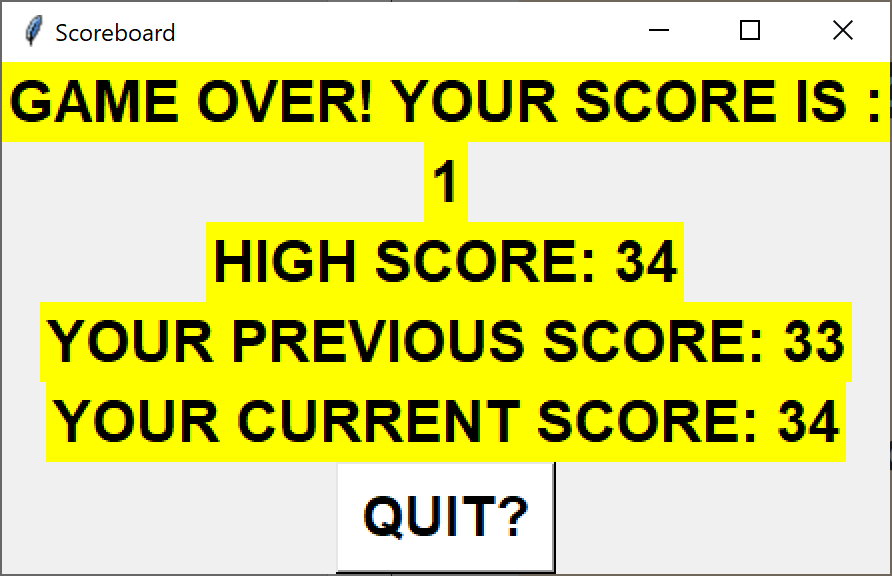 Scoreboard
GAME OVER! YOUR SCORE IS :
1
HIGH SCORE: 34
YOUR PREVIOUS SCORE: 33
YOUR CURRENT SCORE: 34
QUIT?